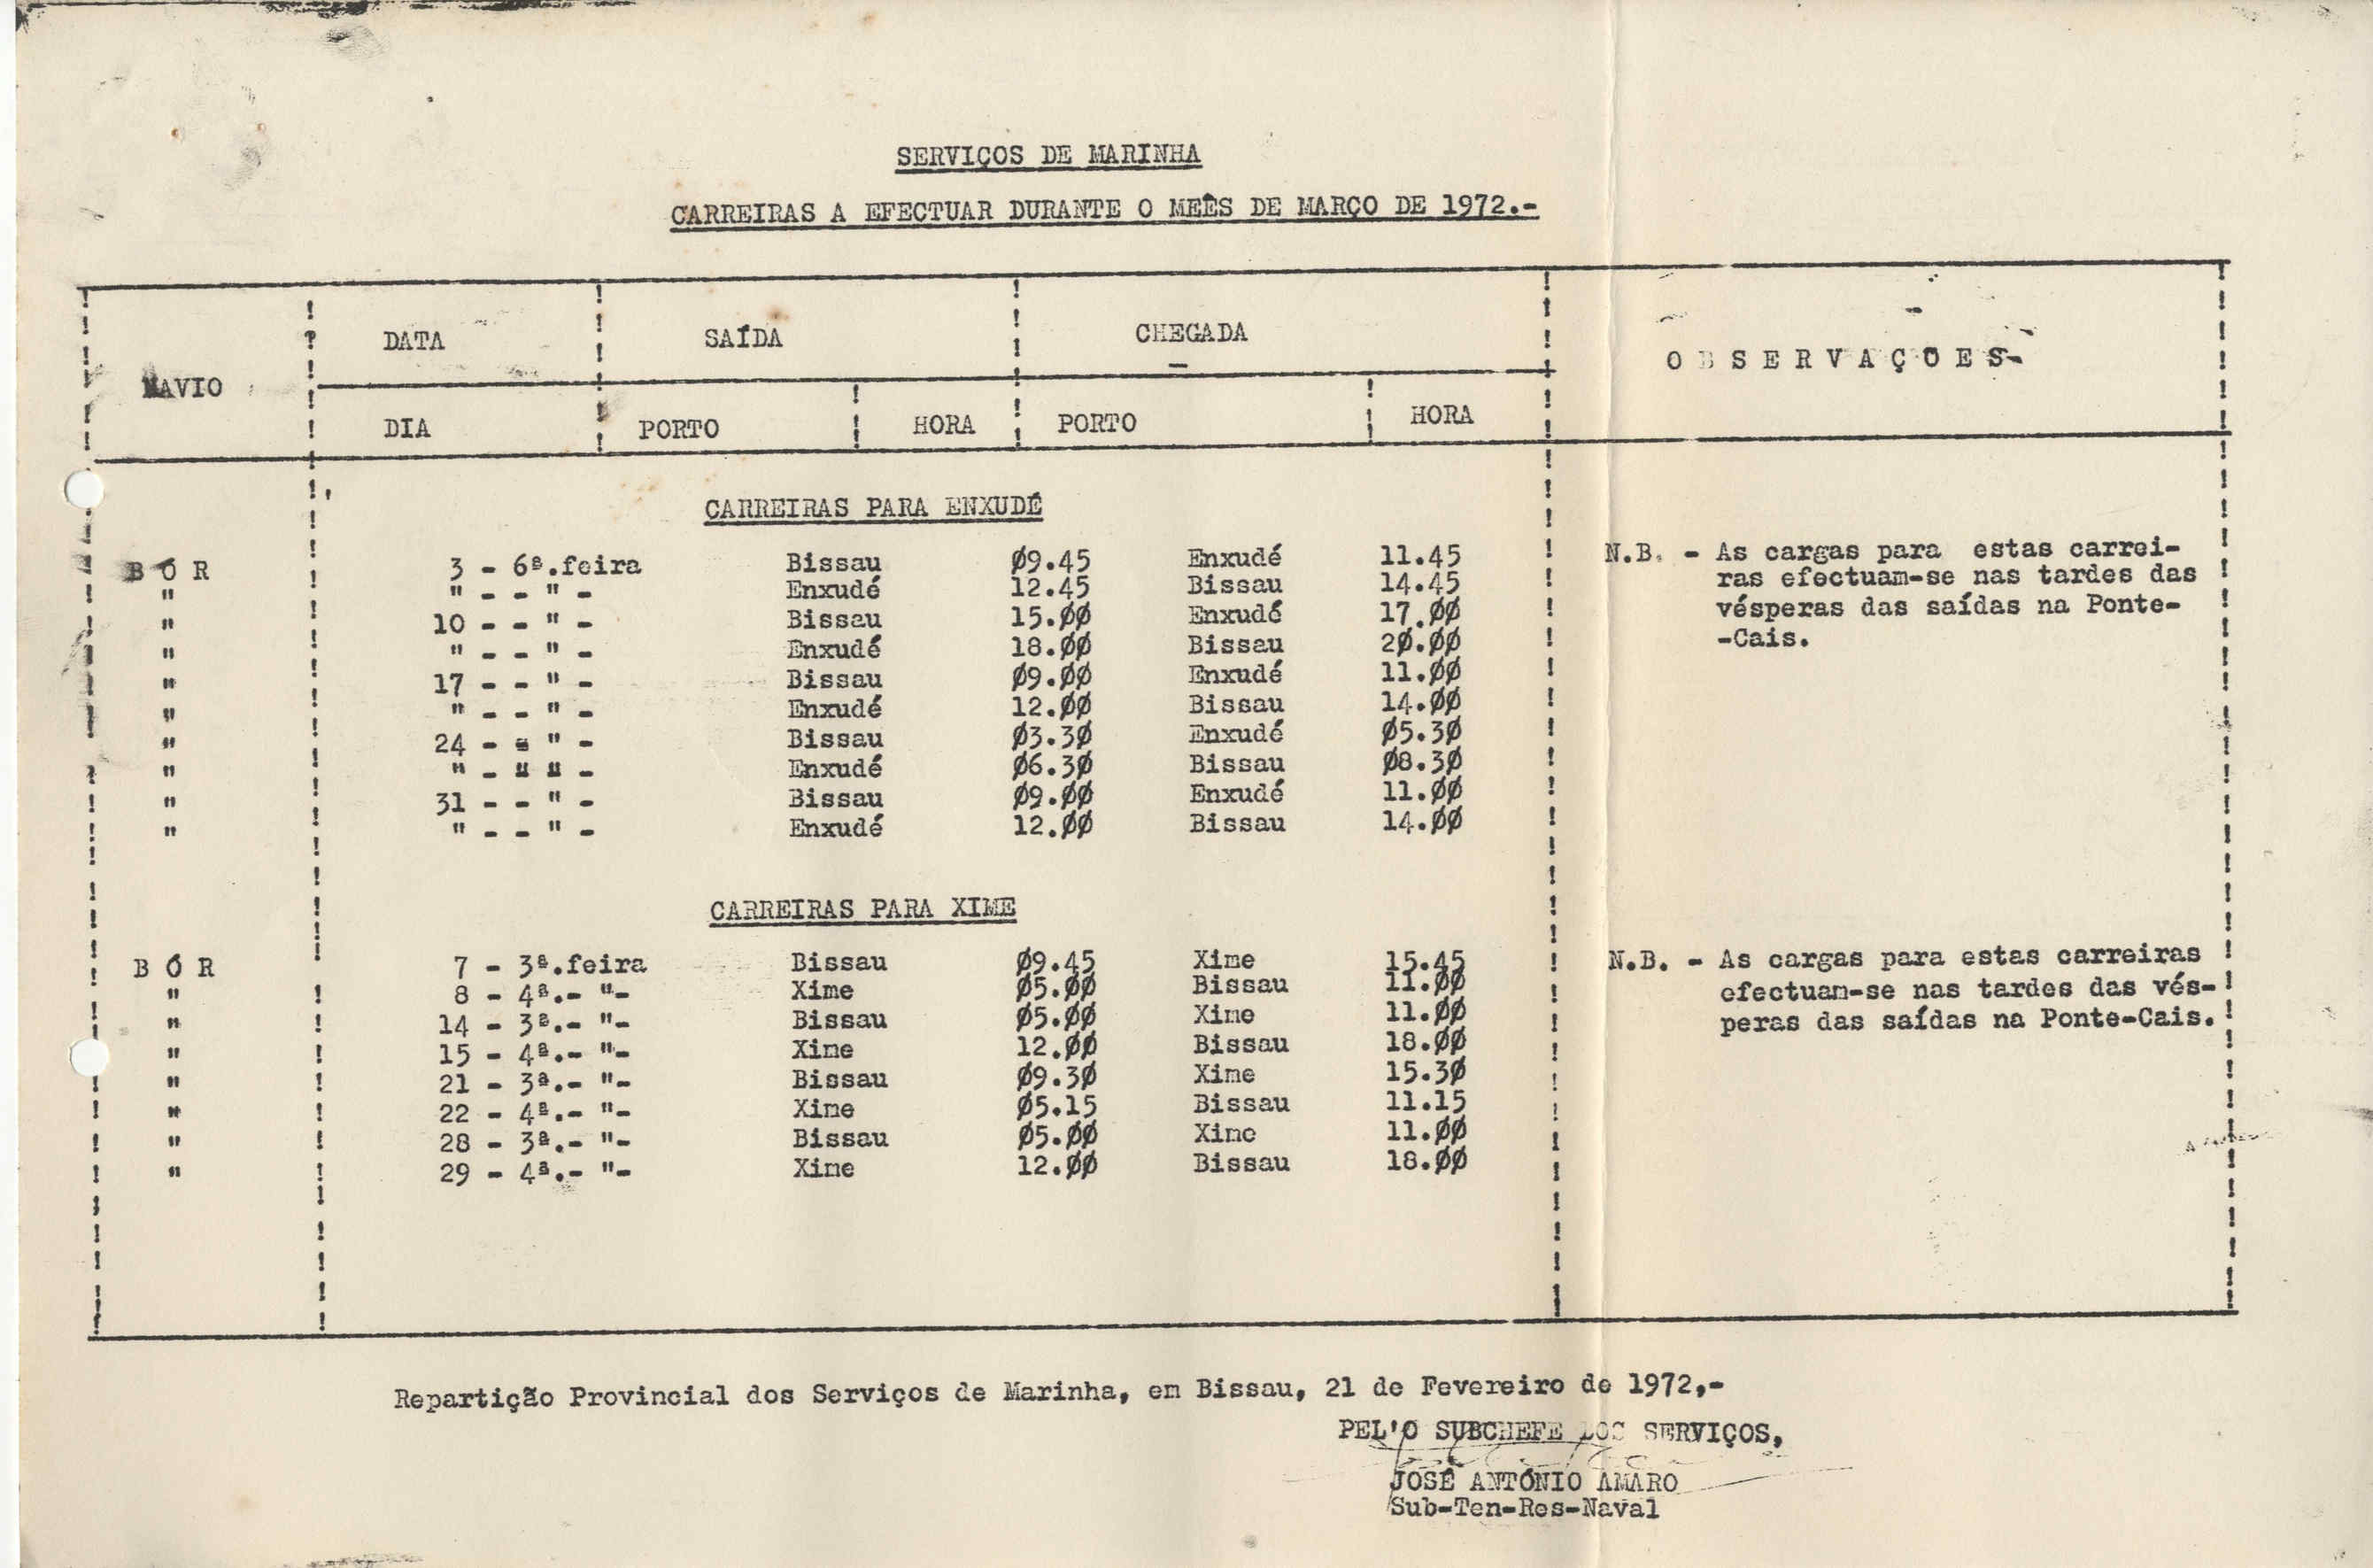 SERVIÇOS DE MARINHA
CARREIRAS A EFECTUAR DURANTE O MEÊS DE MARÇO DE 1972.-
NAVIO DATA SAÍDA CHEGADA OBSERVAÇOES-
DIA PORTO HORA PORTO HORA
CARREIRAS PARA ENXUDÉ
B Ó R 3 - 6ª.feira Bissau Ø9.45 Enxudé 11.45
" " - - " - Enxudé 12.45 Bissau 14.45
" 10 - - " - Bissau 15.ØØ Enxudé 17.ØØ
" " - - " - Enxudé 18.ØØ Bissau 2Ø.ØØ
" 17 - - " - Bissau Ø9.ØØ Enxudé 11.ØØ
" " - - " - Enxudé 12.ØØ Bissau 14.ØØ
" 24 - - " - Bissau Ø3.3Ø Enxudé Ø5.3Ø
" " - " " - Enxudé Ø6.3Ø Bissau Ø8.3Ø
" 31 - - " - Bissau Ø9.ØØ Enxudé 11.ØØ
" " - - " - Enxudé 12.ØØ Bissau 14.ØØ
N.B. - As cargas para estas carrei-
ras efectuam-se nas tardes das
vésperas das saídas na Ponte-
-Cais.
CARREIRAS PARA XIME
B Ó R 7 - 3ª.feira Bissau Ø9.45 Xime 15.45
" 8 - 4ª.- "- Xime Ø5.ØØ Bissau 11.ØØ
" 14 - 3ª.- "- Bissau Ø5.ØØ Xime 11.ØØ
" 15 - 4ª.- "- Xime 12.ØØ Bissau 18.ØØ
" 21 - 3ª.- "- Bissau Ø9.3Ø Xime 15.3Ø
" 22 - 4ª.- "- Xime Ø5.15 Bissau 11.15
" 28 - 3ª.- "- Bissau Ø5.ØØ Xime 11.ØØ
" 29 - 4ª.- "- Xime 12.ØØ Bissau 18.ØØ
N.B. - As cargas para estas carreiras
efectuam-se nas tardes das vés-
peras das saídas na Ponte-Cais.
Repartição Provincial dos Serviços de Marinha, em Bissau, 21 de Fevereiro de 1972,-
PEL'O SUBCHEFE DOS SERVIÇOS,
JOSÉ ANTÓNIO AMARO
Sub-Ten-Res-Naval